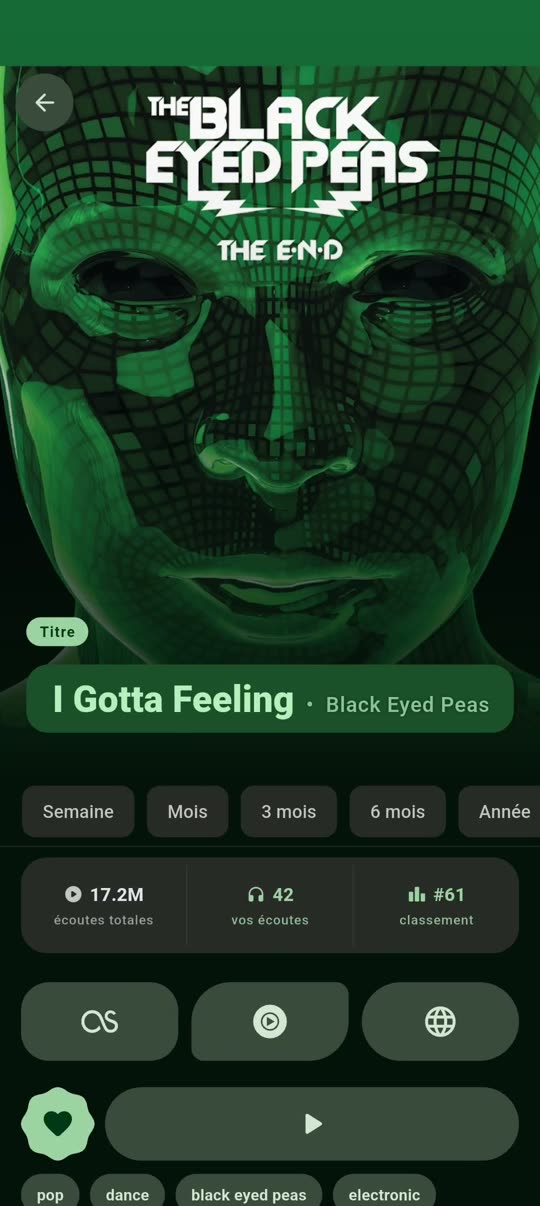 THE BLACK
EYED PEAS
THE E·N·D
Titre
I Gotta Feeling · Black Eyed Peas
Semaine Mois 3 mois 6 mois Année
17.2M 42 #61
écoutes totales vos écoutes classement
pop dance black eyed peas electronic